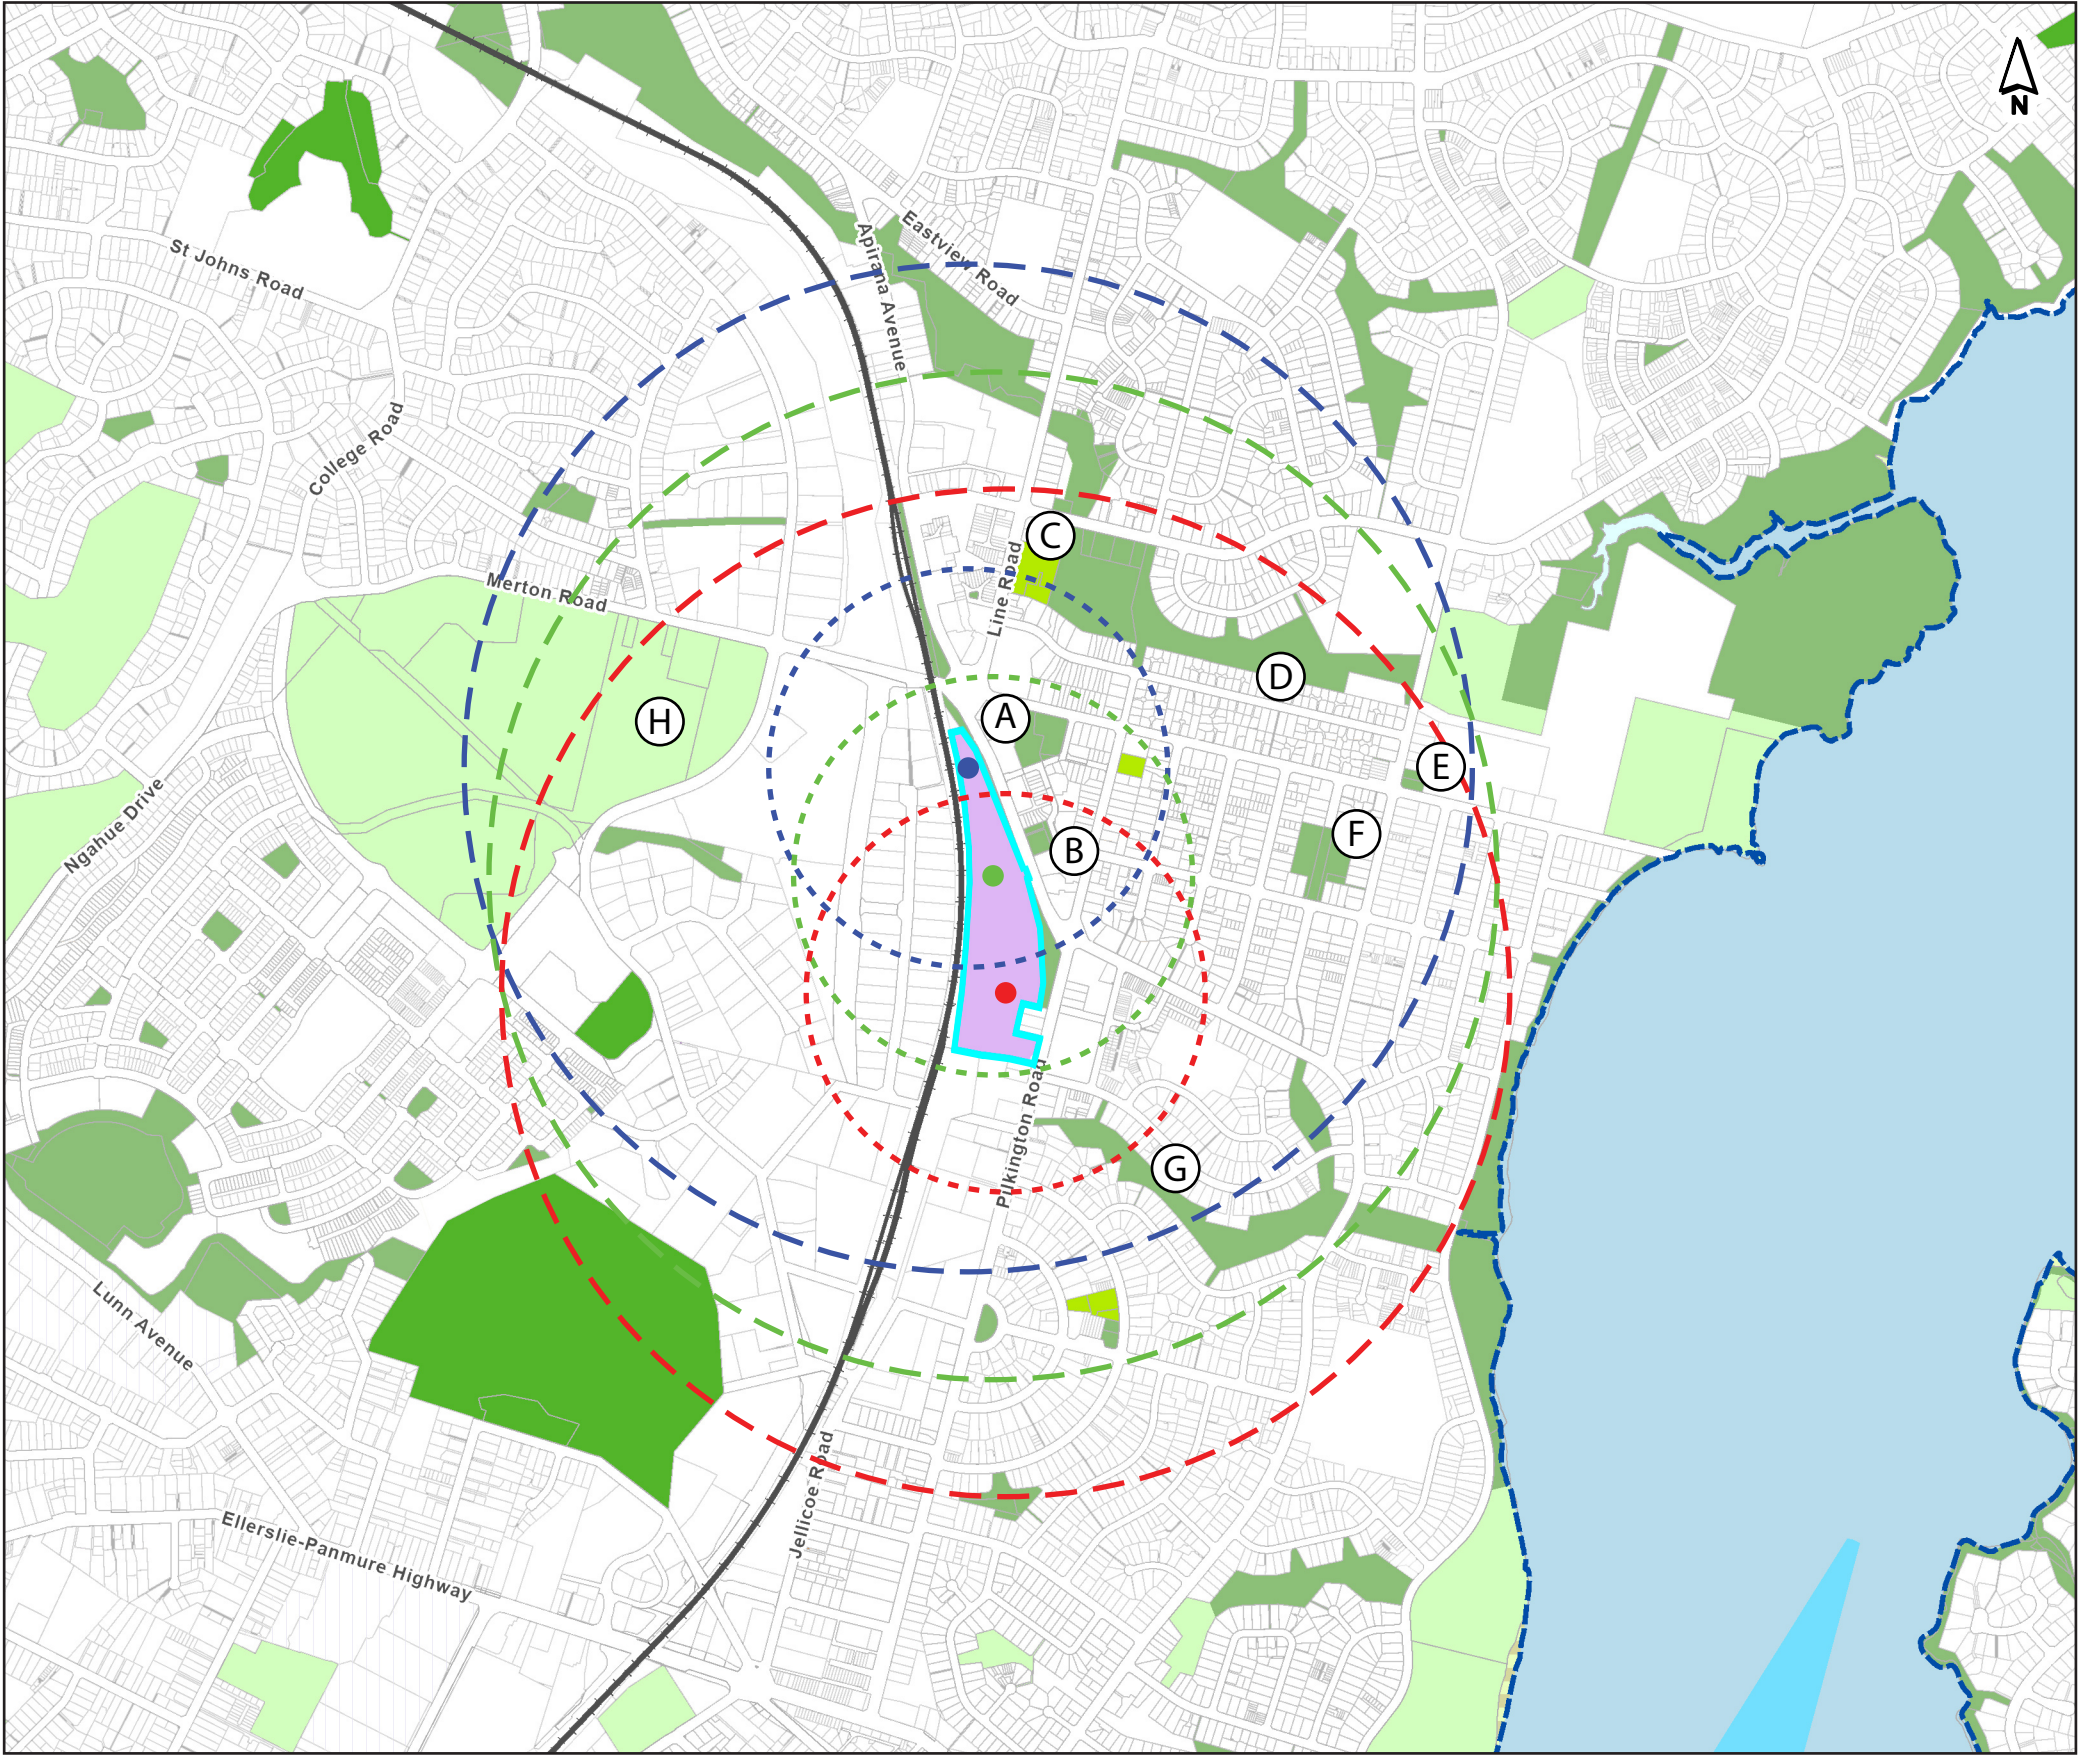 N
Eastview Road
Apirana Avenue
St Johns Road
College Road
C
Line Road
Merton Road
D
A
H
E
Ngahue Drive
F
B
Pilkington Road
G
Lunn Avenue
Jellicoe Road
Ellerslie-Panmure Highway